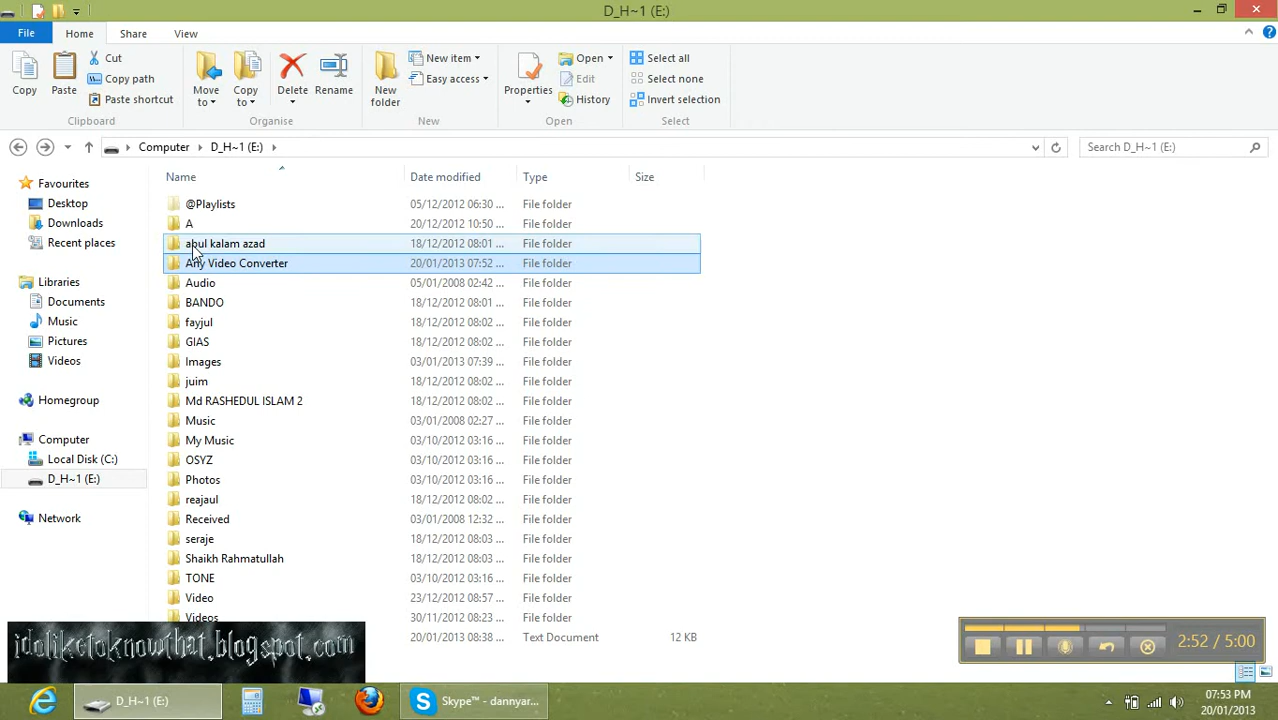 D_H~1 (E:)
File Home Share View
Copy
Paste
Cut
Copy path
Paste shortcut
Clipboard
Move to
Copy to
Delete
Rename
Organise
New folder
New item
Easy access
New
Properties
Open
Edit
History
Open
Select all
Select none
Invert selection
Select
Computer D_H~1 (E:)
Search D_H~1 (E:)
Favourites
Desktop
Downloads
Recent places
Libraries
Documents
Music
Pictures
Videos
Homegroup
Computer
Local Disk (C:)
D_H~1 (E:)
Network
Name Date modified Type Size
@Playlists 05/12/2012 06:30 ... File folder
A 20/12/2012 10:50 ... File folder
abul kalam azad 18/12/2012 08:01 ... File folder
Any Video Converter 20/01/2013 07:52 ... File folder
Audio 05/01/2008 02:42 ... File folder
BANDO 18/12/2012 08:01 ... File folder
fayjul 18/12/2012 08:02 ... File folder
GIAS 18/12/2012 08:02 ... File folder
Images 03/01/2013 07:39 ... File folder
juim 18/12/2012 08:02 ... File folder
Md RASHEDUL ISLAM 2 18/12/2012 08:02 ... File folder
Music 03/01/2008 02:27 ... File folder
My Music 03/10/2012 03:16 ... File folder
OSYZ 03/10/2012 03:16 ... File folder
Photos 03/10/2012 03:16 ... File folder
reajaul 18/12/2012 08:02 ... File folder
Received 03/01/2008 12:32 ... File folder
seraje 18/12/2012 08:03 ... File folder
Shaikh Rahmatullah 18/12/2012 08:03 ... File folder
TONE 03/10/2012 03:16 ... File folder
Video 23/12/2012 08:57 ... File folder
Videos 30/11/2012 08:23 ... File folder
20/01/2013 08:38 ... Text Document 12 KB
idoliketoknowthat.blogspot.com
2:52 / 5:00
D_H~1 (E:)
Skype™ - dannyar...
07:53 PM
20/01/2013